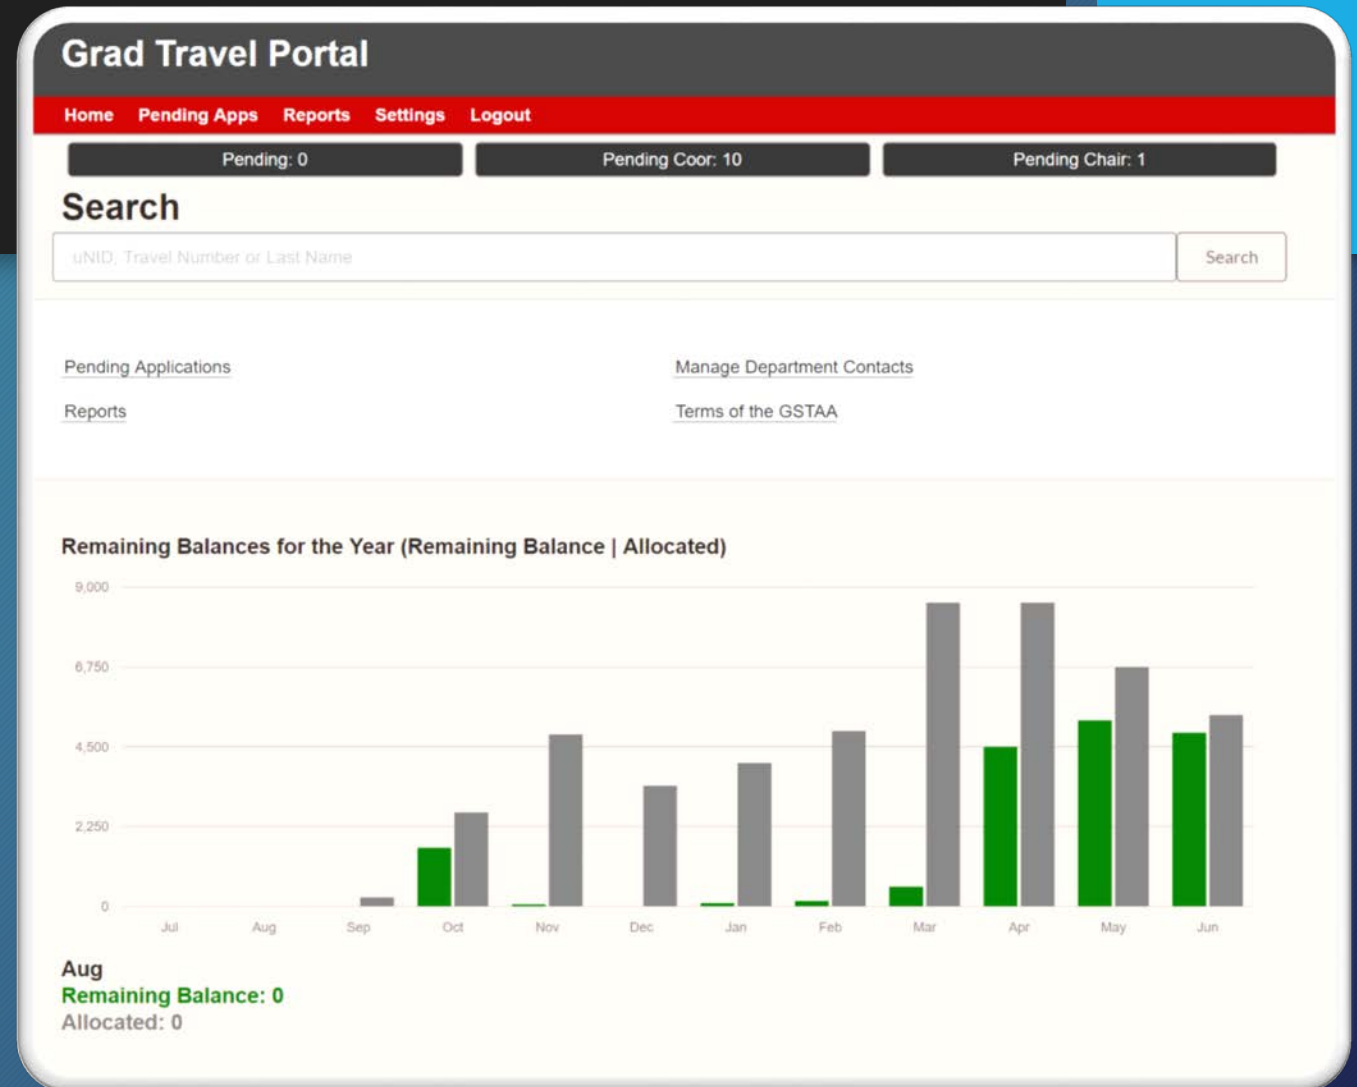 Grad Travel Portal
Home Pending Apps Reports Settings Logout
Pending: 0 Pending Coor: 10 Pending Chair: 1
Search
uNID, Travel Number or Last Name Search
Pending Applications Manage Department Contacts
Reports Terms of the GSTAA
Remaining Balances for the Year (Remaining Balance | Allocated)
9,000
6,750
4,500
2,250
0
Jul Aug Sep Oct Nov Dec Jan Feb Mar Apr May Jun
Aug
Remaining Balance: 0
Allocated: 0